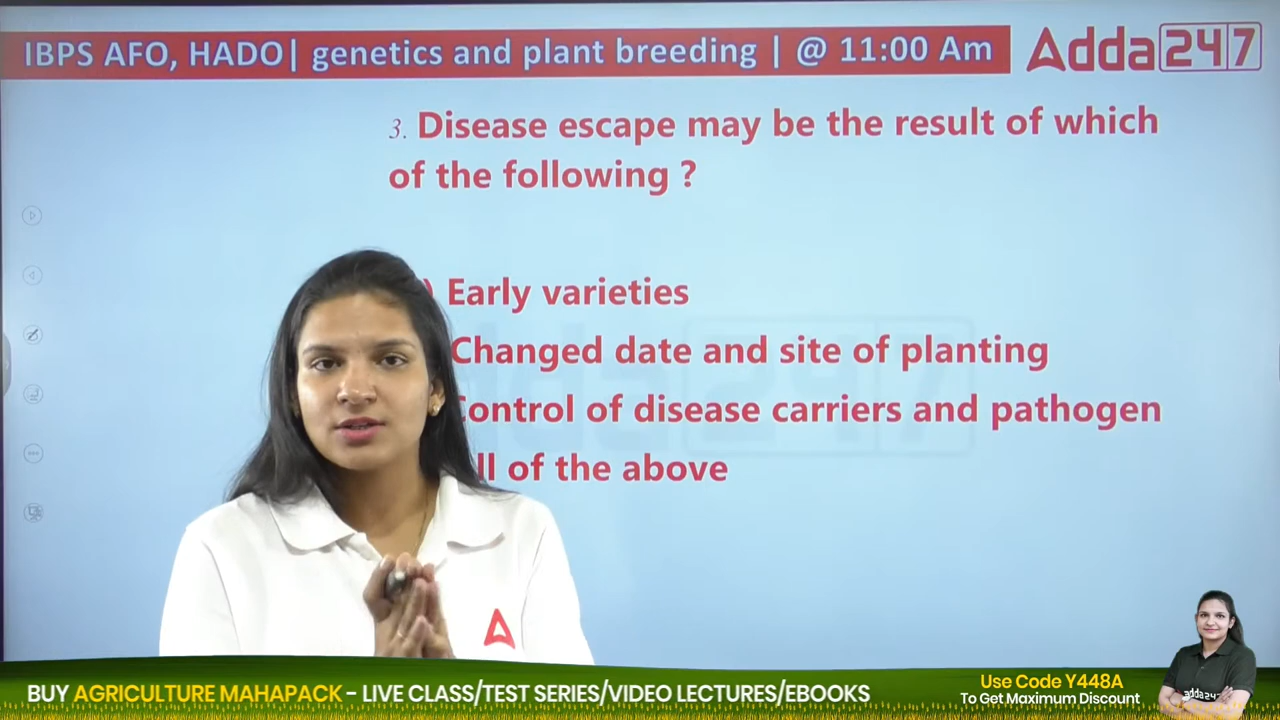 IBPS AFO, HADO| genetics and plant breeding | @ 11:00 Am
Adda247
3. Disease escape may be the result of which
of the following ?
) Early varieties
Changed date and site of planting
Control of disease carriers and pathogen
ll of the above
BUY AGRICULTURE MAHAPACK - LIVE CLASS/TEST SERIES/VIDEO LECTURES/EBOOKS
Use Code Y448A
To Get Maximum Discount
adda247